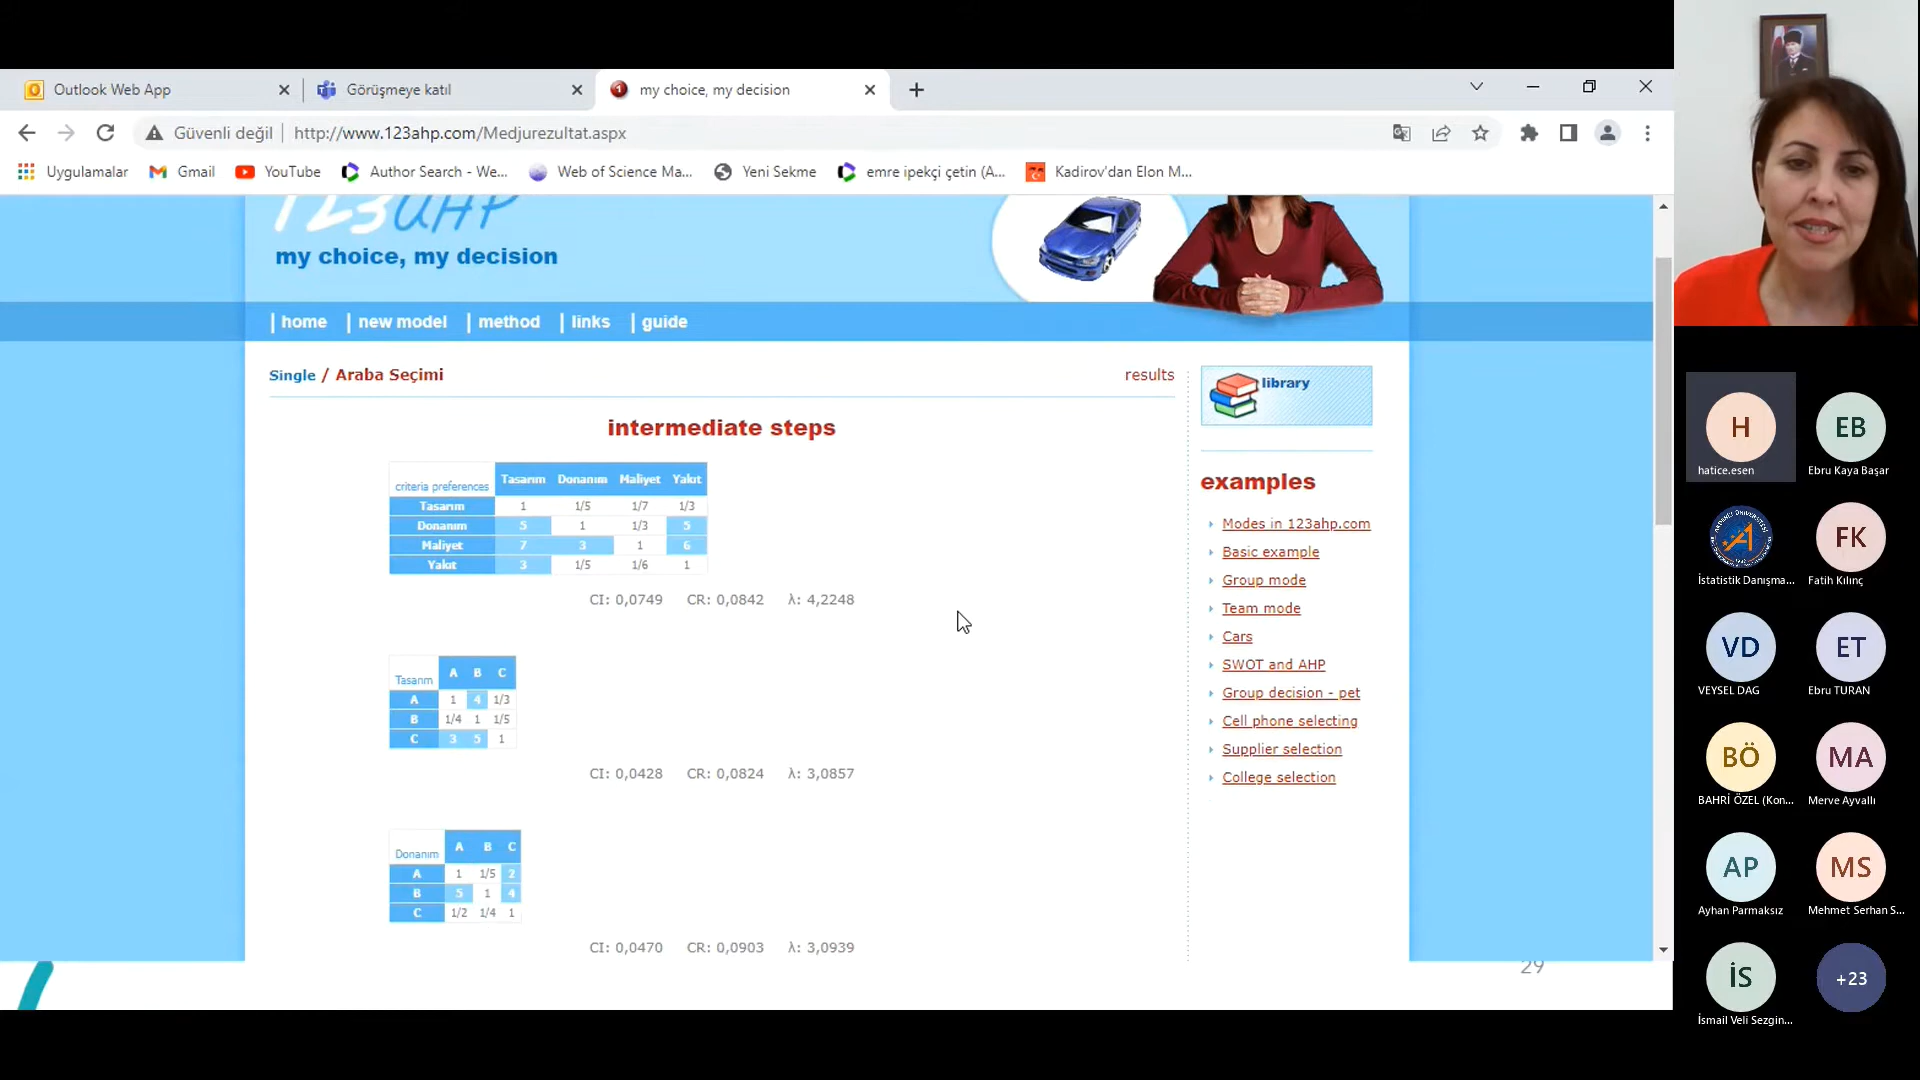 Outlook Web App
Görüşmeye katıl
my choice, my decision
Güvenli değil
http://www.123ahp.com/Medjurezultat.aspx
Uygulamalar
Gmail
YouTube
Author Search - We...
Web of Science Ma...
Yeni Sekme
emre ipekçi çetin (A...
Kadirov'dan Elon M...
123AHP
my choice, my decision
home
new model
method
links
guide
Single / Araba Seçimi
results
intermediate steps
criteria preferences Tasarım Donanım Maliyet Yakıt
Tasarım 1 1/5 1/7 1/3
Donanım 5 1 1/3 5
Maliyet 7 3 1 6
Yakıt 3 1/5 1/6 1
CI: 0,0749 CR: 0,0842 λ: 4,2248
Tasarım A B C
A 1 4 1/3
B 1/4 1 1/5
C 3 5 1
CI: 0,0428 CR: 0,0824 λ: 3,0857
Donanım A B C
A 1 1/5 2
B 5 1 4
C 1/2 1/4 1
CI: 0,0470 CR: 0,0903 λ: 3,0939
library
examples
Modes in 123ahp.com
Basic example
Group mode
Team mode
Cars
SWOT and AHP
Group decision - pet
Cell phone selecting
Supplier selection
College selection
29
H
hatice.esen
EB
Ebru Kaya Başar
İstatistik Danışma...
FK
Fatih Kılınç
VD
VEYSEL DAG
ET
Ebru TURAN
BÖ
BAHRİ ÖZEL (Kon...
MA
Merve Ayvallı
AP
Ayhan Parmaksız
MS
Mehmet Serhan S...
İS
İsmail Veli Sezgin...
+23